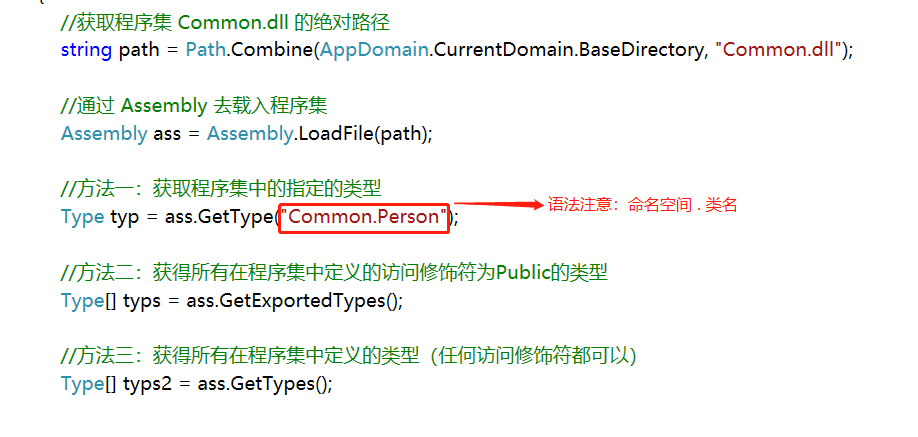 {
//获取程序集 Common.dll 的绝对路径
string path = Path.Combine(AppDomain.CurrentDomain.BaseDirectory, "Common.dll");
//通过 Assembly 去载入程序集
Assembly ass = Assembly.LoadFile(path);
//方法一：获取程序集中的指定的类型
Type typ = ass.GetType("Common.Person"); 语法注意：命名空间 . 类名
//方法二：获得所有在程序集中定义的访问修饰符为Public的类型
Type[] typs = ass.GetExportedTypes();
//方法三：获得所有在程序集中定义的类型（任何访问修饰符都可以）
Type[] typs2 = ass.GetTypes();